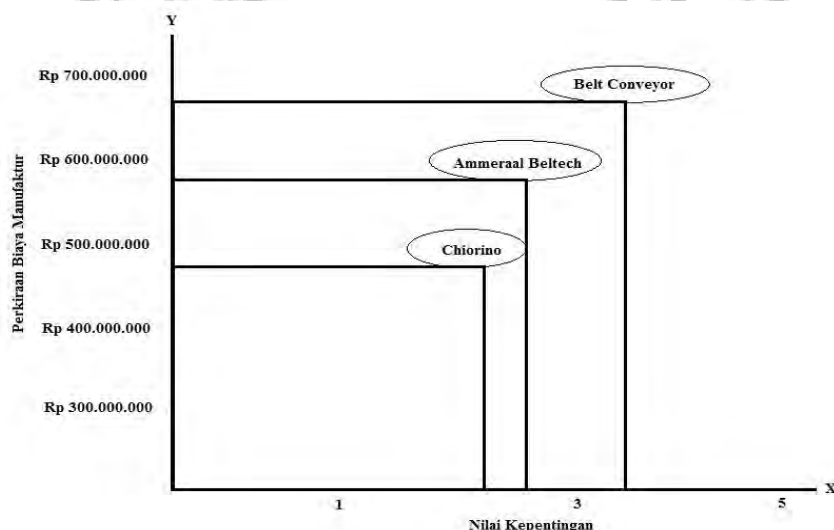 Y
Rp 700.000.000
Belt Conveyor
Rp 600.000.000
Ammeraal Beltech
Rp 500.000.000
Chiorino
Perkiraan Biaya Manufaktur
Rp 400.000.000
Rp 300.000.000
X
1
3
5
Nilai Kepentingan